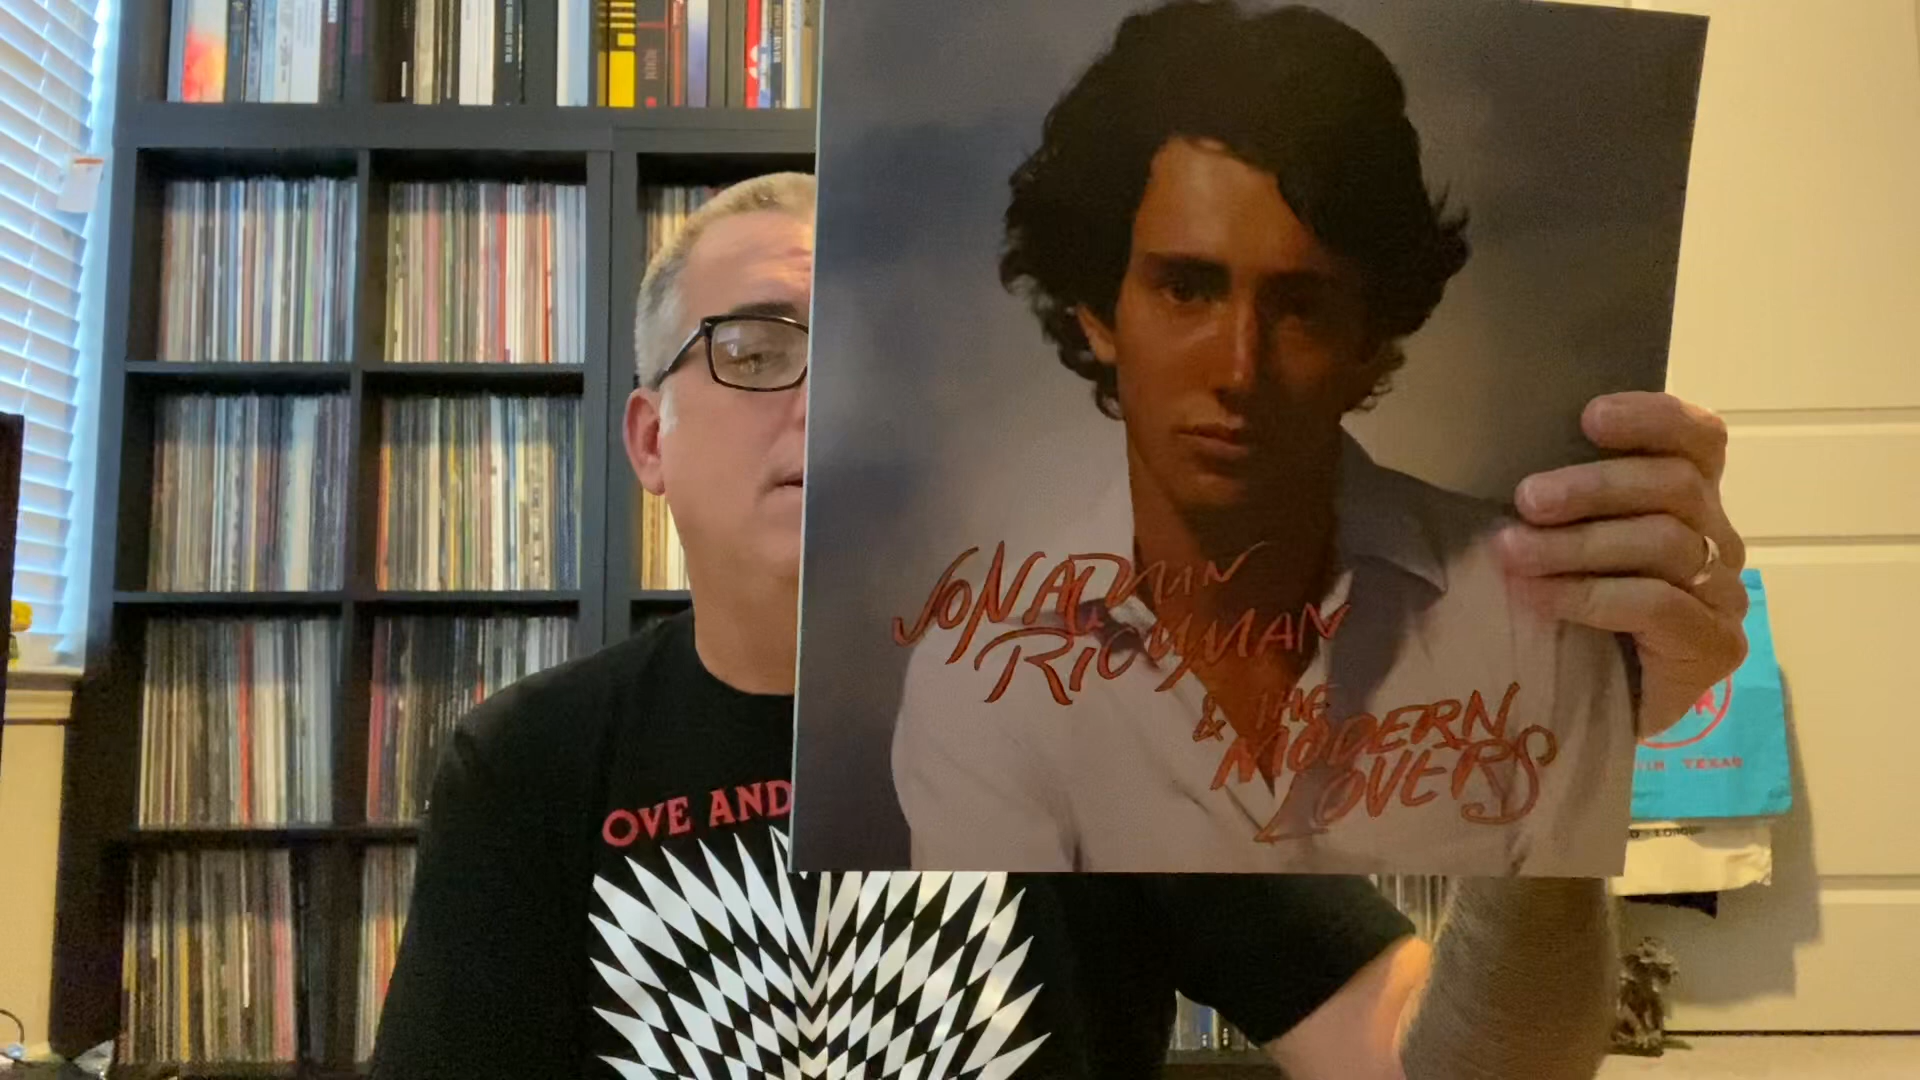 JONATHAN
RICHMAN
& THE
MODERN
LOVERS
OVE AND
TEXAS